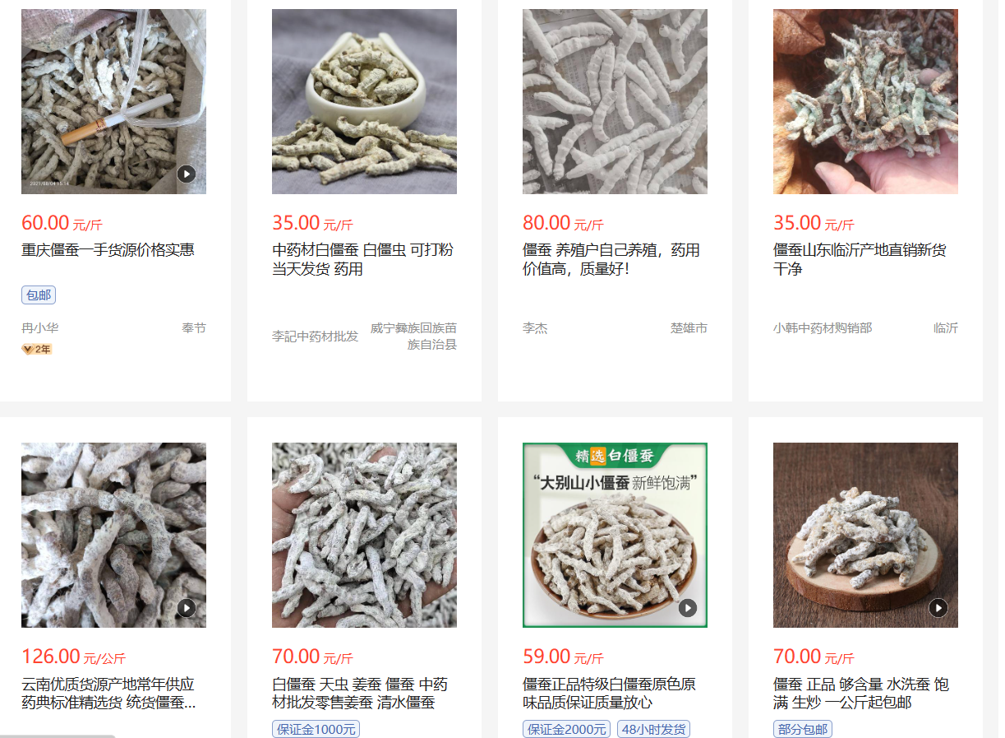 2021/08/04
60.00 元/斤
重庆僵蚕一手货源价格实惠
包邮
冉小华 奉节
2年
35.00 元/斤
中药材白僵蚕 白僵虫 可打粉
当天发货 药用
李記中药材批发 威宁彝族回族苗
族自治县
80.00 元/斤
僵蚕 养殖户自己养殖，药用
价值高，质量好！
李杰 楚雄市
35.00 元/斤
僵蚕山东临沂产地直销新货
干净
小韩中药材购销部 临沂
126.00 元/公斤
云南优质货源产地常年供应
药典标准精选货 统货僵蚕...
70.00 元/斤
白僵蚕 天虫 姜蚕 僵蚕 中药
材批发零售姜蚕 清水僵蚕
保证金1000元
精选白僵蚕
“大别山小僵蚕 新鲜饱满”
59.00 元/斤
僵蚕正品特级白僵蚕原色原
味品质保证质量放心
保证金2000元 48小时发货
70.00 元/斤
僵蚕 正品 够含量 水洗蚕 饱
满 生炒 一公斤起包邮
部分包邮